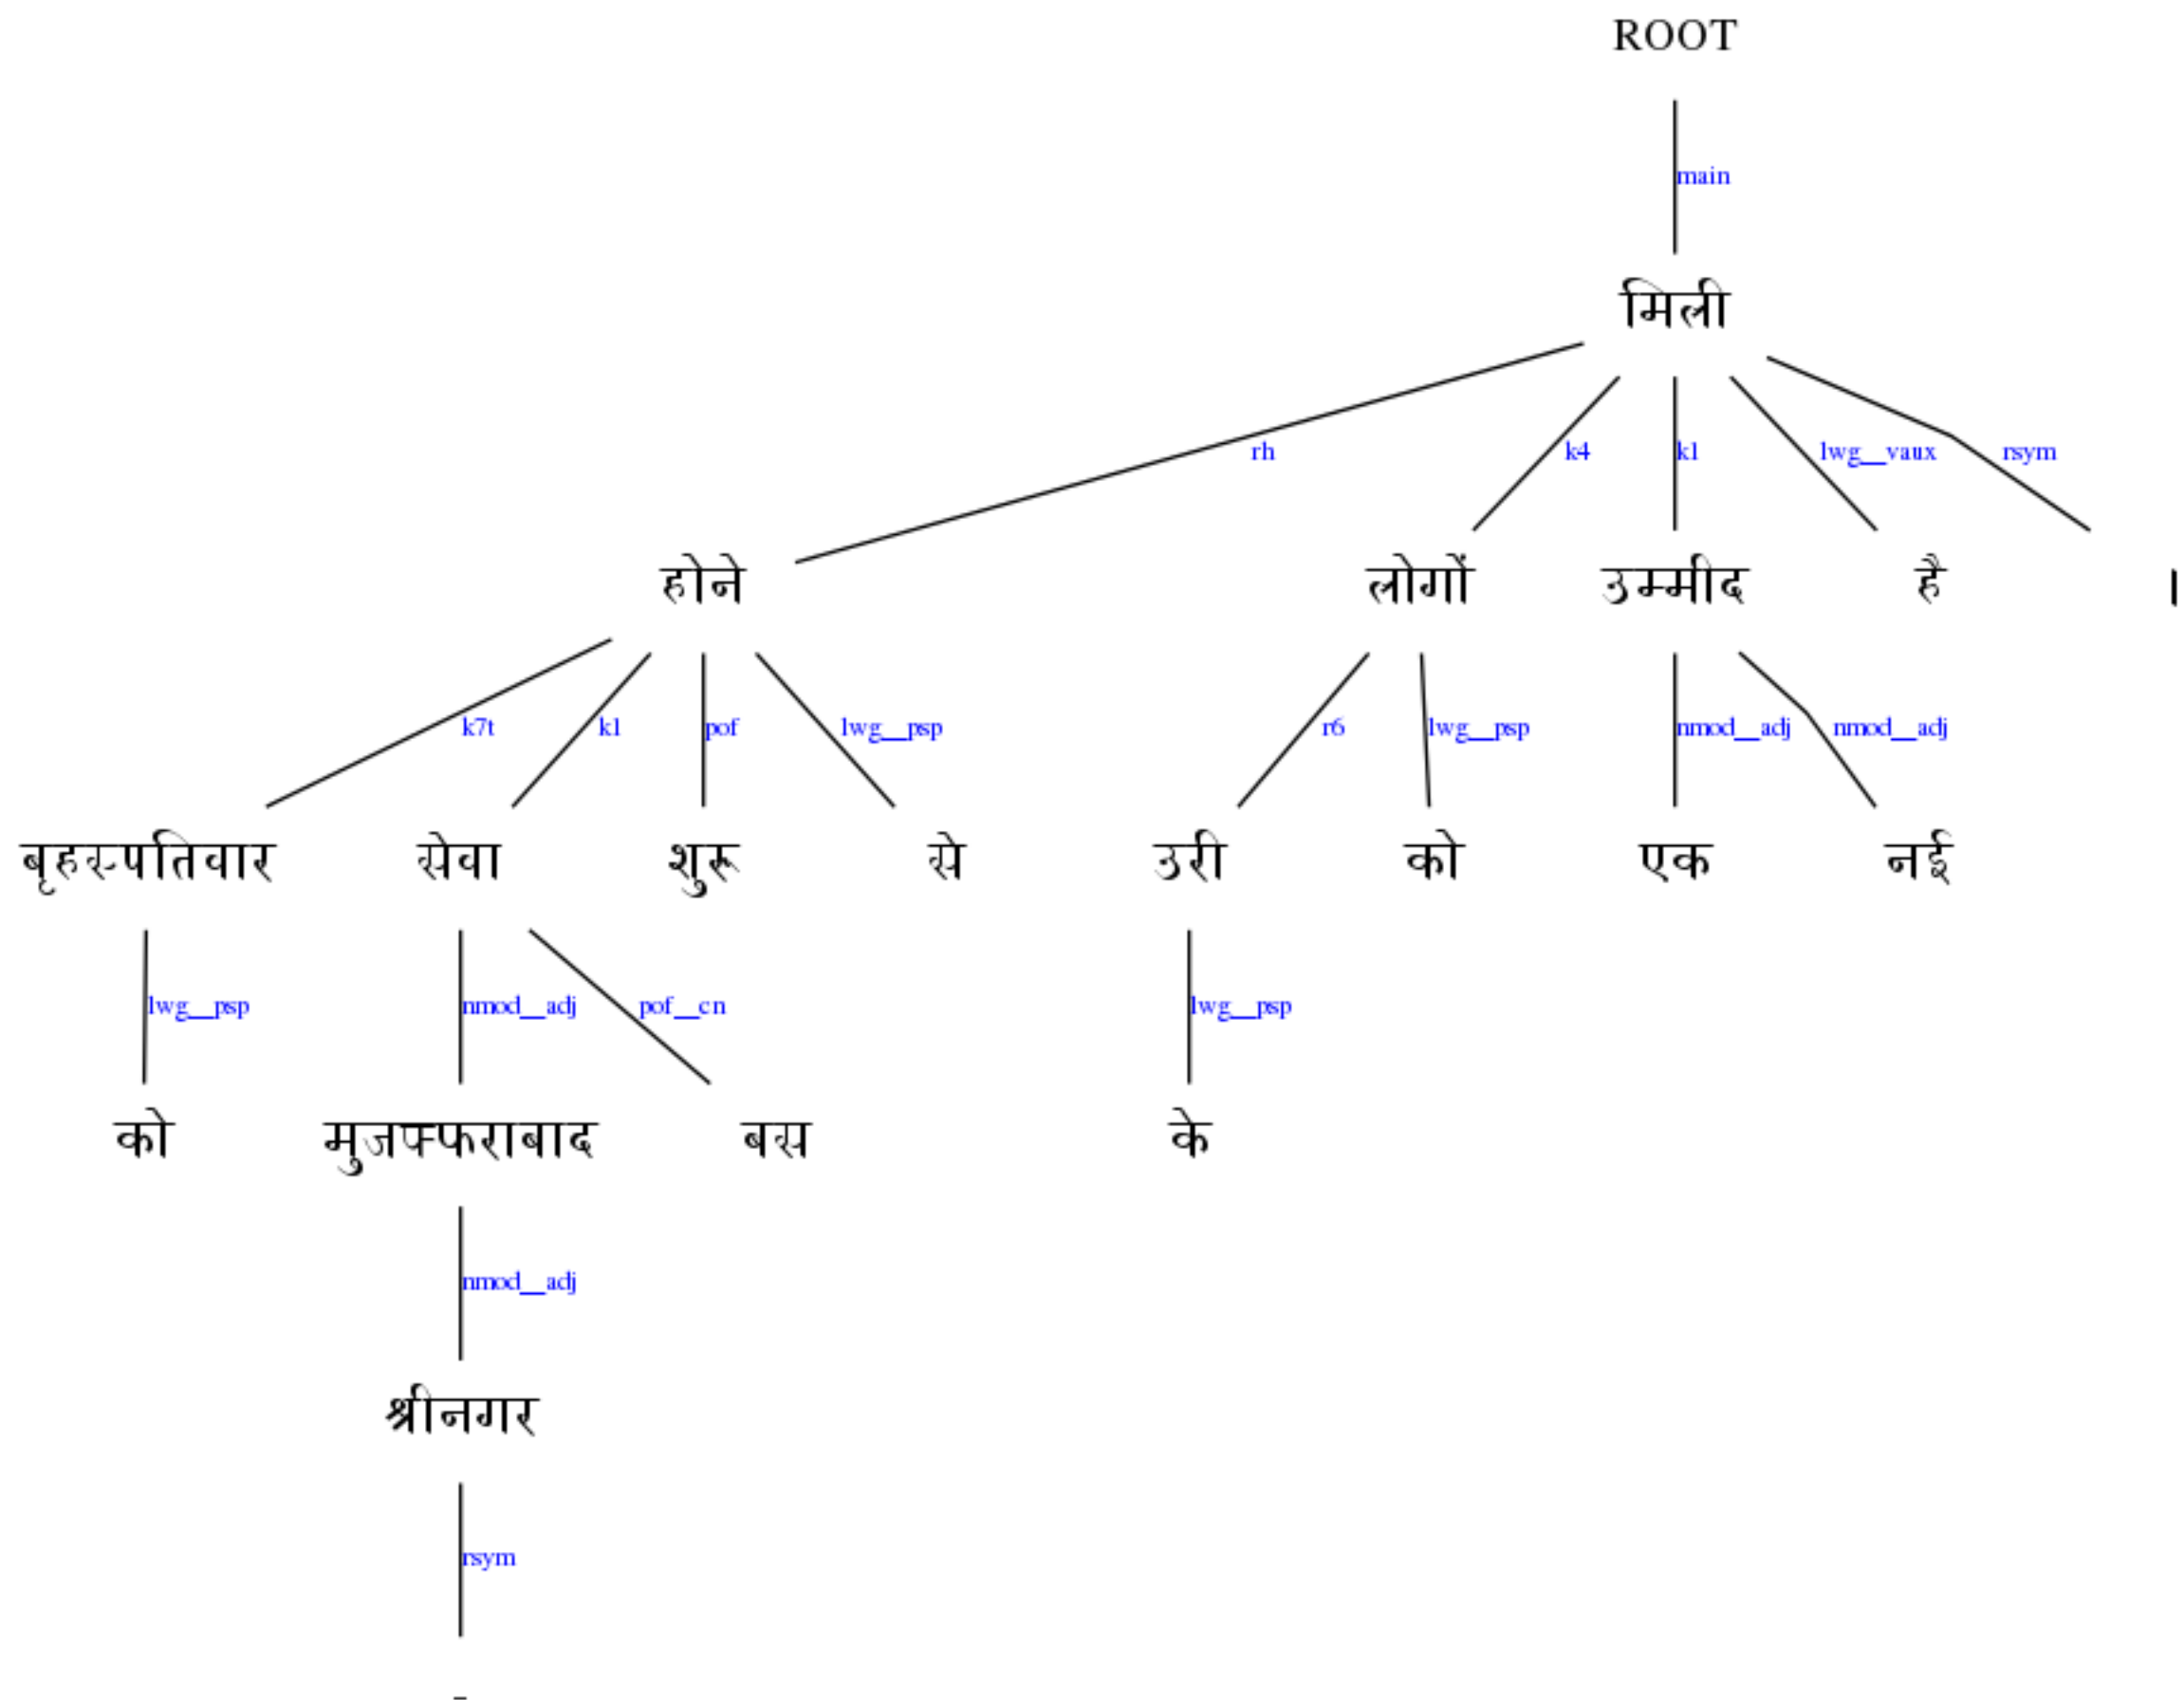 ROOT
main
मिली
rh k4 k1 lwg__vaux rsym
होने लोगों उम्मीद है ।
k7t k1 pof lwg__psp r6 lwg__psp nmod__adj nmod__adj
बृहस्पतिवार सेवा शुरू से उरी को एक नई
lwg__psp nmod__adj pof__cn lwg__psp
को मुजफ्फराबाद बस के
nmod__adj
श्रीनगर
rsym
-